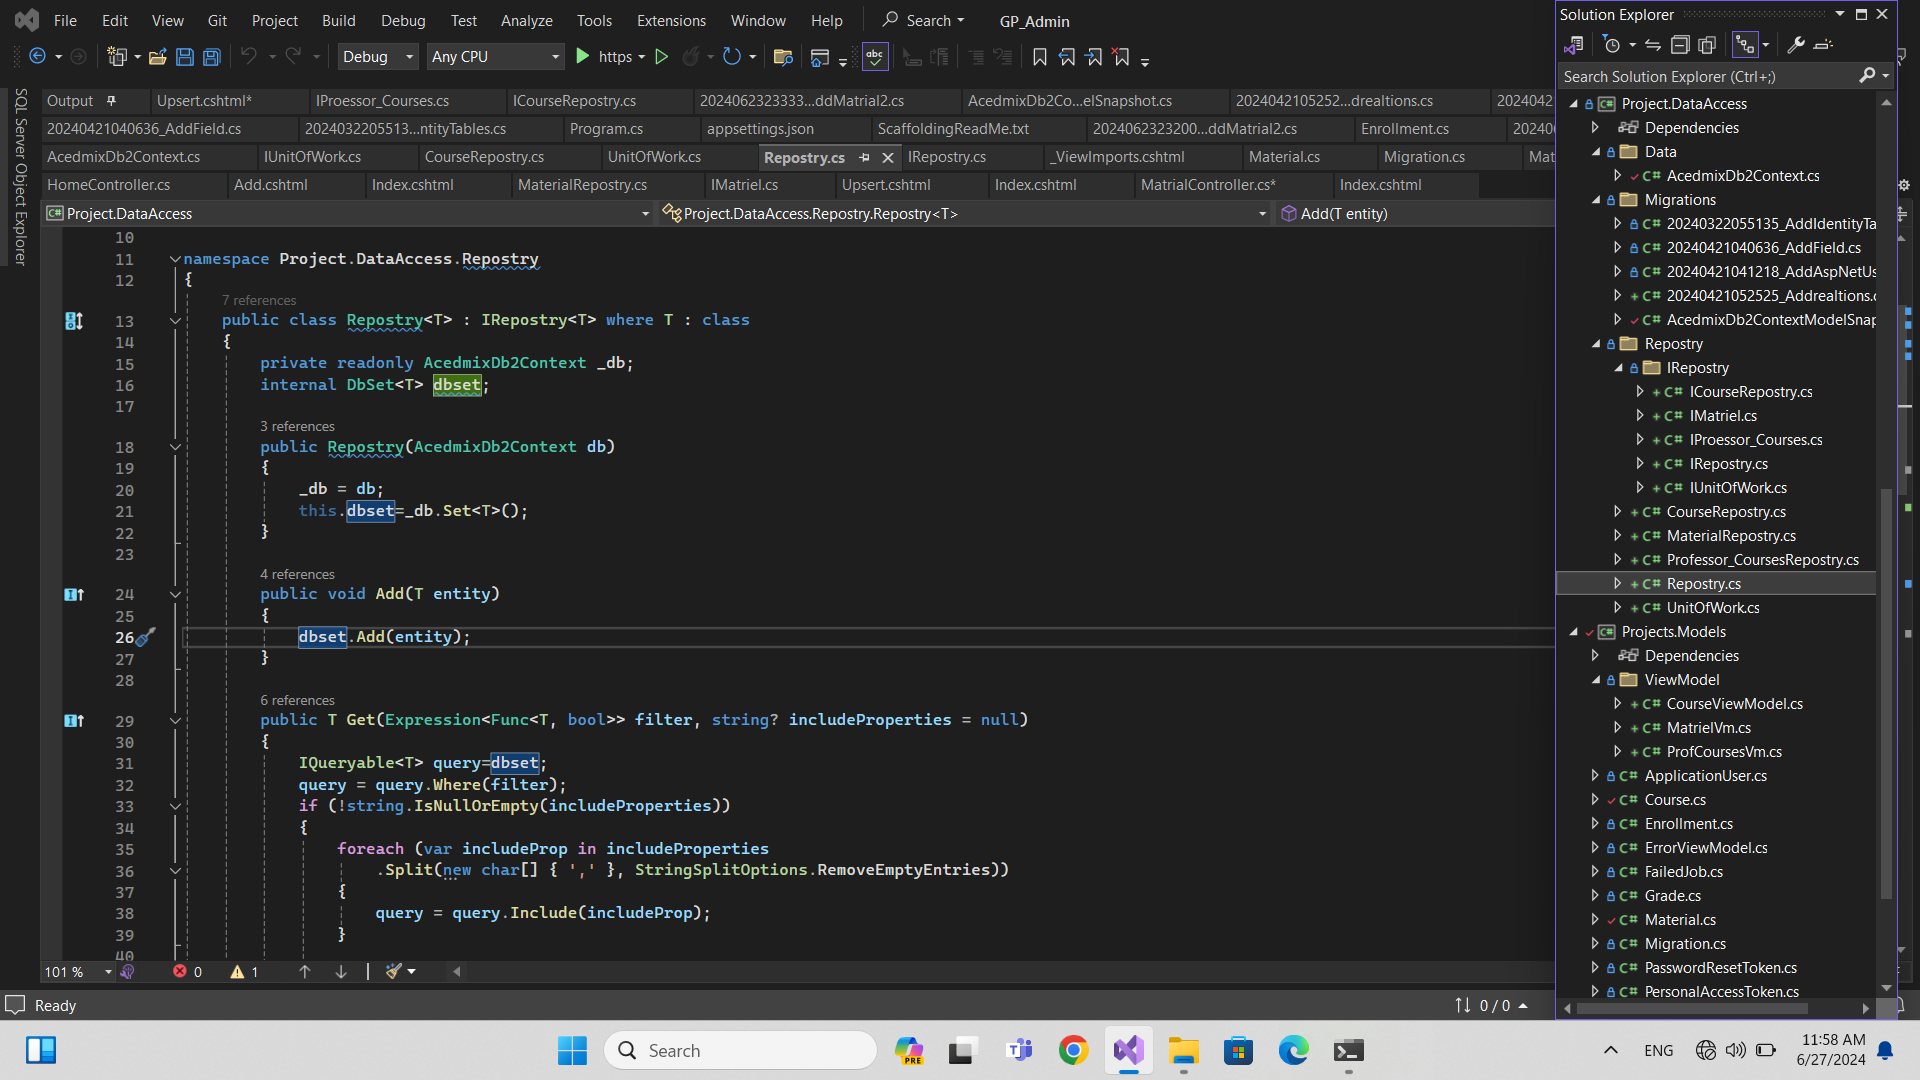 File Edit View Git Project Build Debug Test Analyze Tools Extensions Window Help Search GP_Admin
Debug Any CPU https
SQL Server Object Explorer
Output Upsert.cshtml* IProessor_Courses.cs ICourseRepostry.cs 2024062323333...ddMatrial2.cs AcedmixDb2Co...elSnapshot.cs 2024042105252...drealtions.cs 2024042
20240421040636_AddField.cs 2024032205513...ntityTables.cs Program.cs appsettings.json ScaffoldingReadMe.txt 2024062323200...ddMatrial2.cs Enrollment.cs 202406
AcedmixDb2Context.cs IUnitOfWork.cs CourseRepostry.cs UnitOfWork.cs Repostry.cs IRepostry.cs _ViewImports.cshtml Material.cs Migration.cs Mat
HomeController.cs Add.cshtml Index.cshtml MaterialRepostry.cs IMatriel.cs Upsert.cshtml Index.cshtml MatrialController.cs* Index.cshtml
Project.DataAccess Project.DataAccess.Repostry.Repostry<T> Add(T entity)
10
11 namespace Project.DataAccess.Repostry
12 {
7 references
13 public class Repostry<T> : IRepostry<T> where T : class
14 {
15 private readonly AcedmixDb2Context _db;
16 internal DbSet<T> dbset;
17
3 references
18 public Repostry(AcedmixDb2Context db)
19 {
20 _db = db;
21 this.dbset=_db.Set<T>();
22 }
23
4 references
24 public void Add(T entity)
25 {
26 dbset.Add(entity);
27 }
28
6 references
29 public T Get(Expression<Func<T, bool>> filter, string? includeProperties = null)
30 {
31 IQueryable<T> query=dbset;
32 query = query.Where(filter);
33 if (!string.IsNullOrEmpty(includeProperties))
34 {
35 foreach (var includeProp in includeProperties
36 .Split(new char[] { ',' }, StringSplitOptions.RemoveEmptyEntries))
37 {
38 query = query.Include(includeProp);
39 }
40
101 % 0 1
Ready 0 / 0
Solution Explorer
Search Solution Explorer (Ctrl+;)
Project.DataAccess
Dependencies
Data
AcedmixDb2Context.cs
Migrations
20240322055135_AddIdentityTa
20240421040636_AddField.cs
20240421041218_AddAspNetUs
20240421052525_Addrealtions.c
AcedmixDb2ContextModelSnap
Repostry
IRepostry
ICourseRepostry.cs
IMatriel.cs
IProessor_Courses.cs
IRepostry.cs
IUnitOfWork.cs
CourseRepostry.cs
MaterialRepostry.cs
Professor_CoursesRepostry.cs
Repostry.cs
UnitOfWork.cs
Projects.Models
Dependencies
ViewModel
CourseViewModel.cs
MatrielVm.cs
ProfCoursesVm.cs
ApplicationUser.cs
Course.cs
Enrollment.cs
ErrorViewModel.cs
FailedJob.cs
Grade.cs
Material.cs
Migration.cs
PasswordResetToken.cs
PersonalAccessToken.cs
Search PRE ENG 11:58 AM
6/27/2024